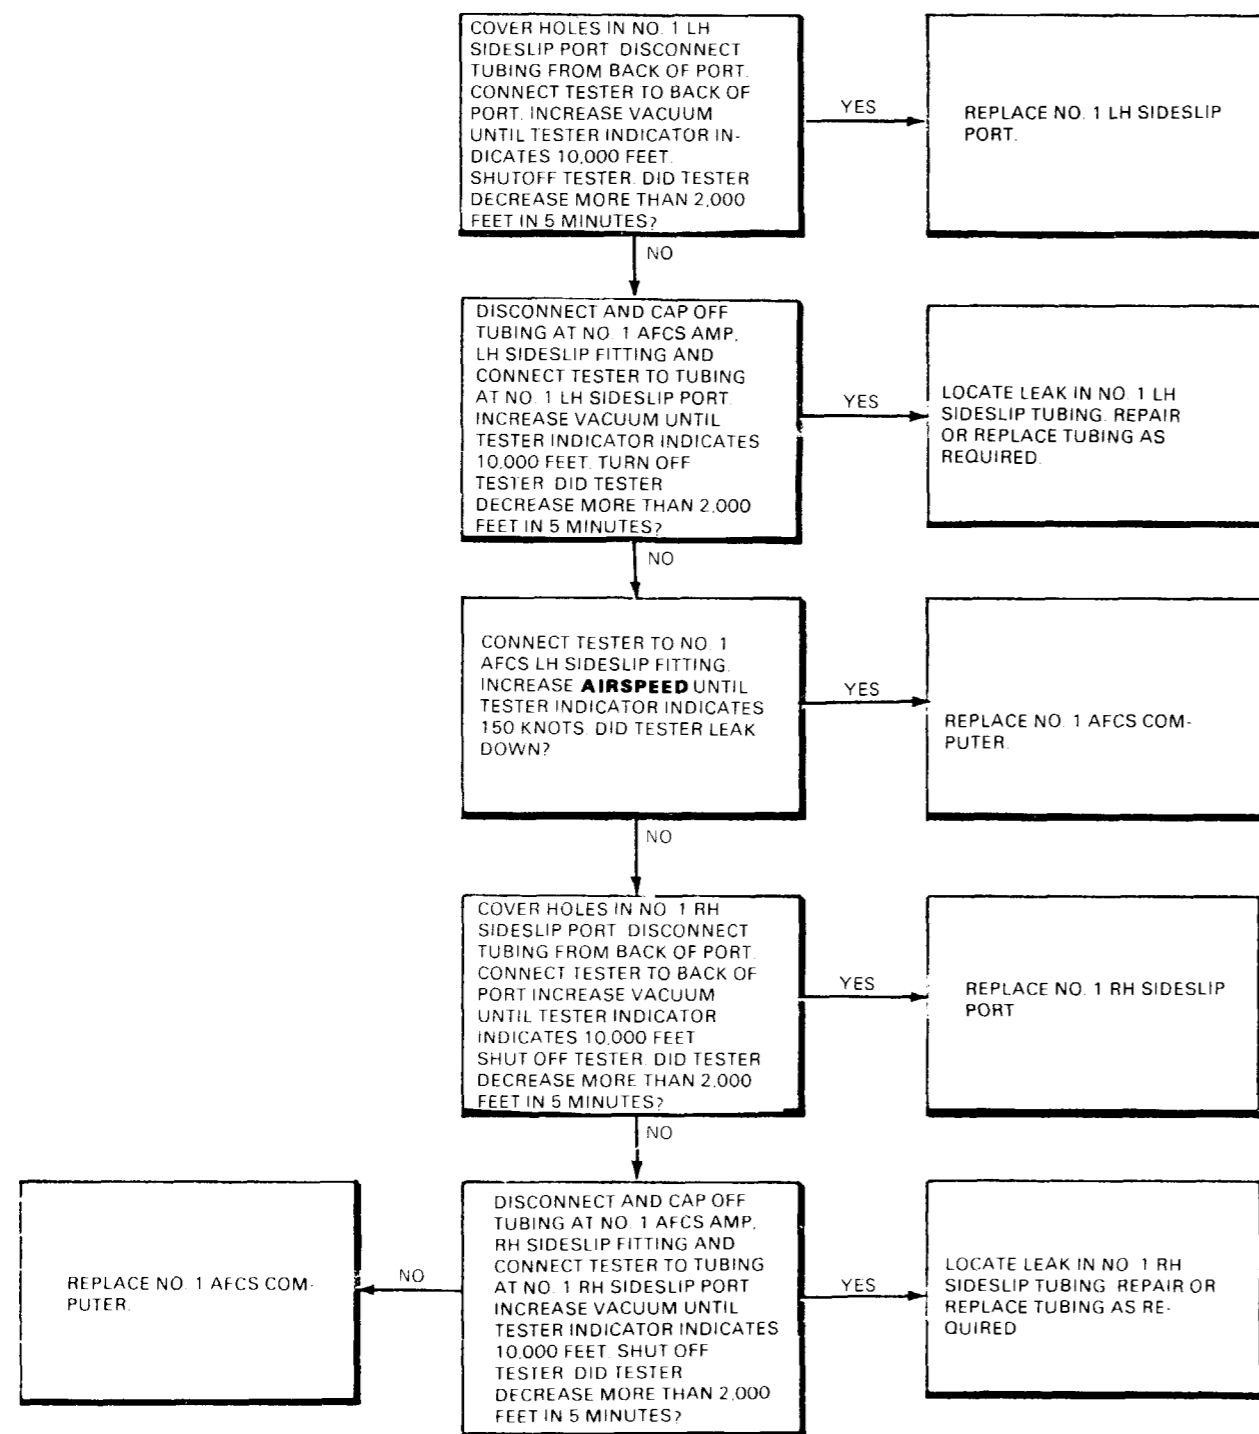 COVER HOLES IN NO. 1 LH
SIDESLIP PORT DISCONNECT
TUBING FROM BACK OF PORT.
CONNECT TESTER TO BACK OF
PORT. INCREASE VACUUM
UNTIL TESTER INDICATOR IN-
DICATES 10,000 FEET.
SHUTOFF TESTER. DID TESTER
DECREASE MORE THAN 2,000
FEET IN 5 MINUTES?
YES
REPLACE NO. 1 LH SIDESLIP
PORT.
NO
DISCONNECT AND CAP OFF
TUBING AT NO. 1 AFCS AMP,
LH SIDESLIP FITTING AND
CONNECT TESTER TO TUBING
AT NO. 1 LH SIDESLIP PORT.
INCREASE VACUUM UNTIL
TESTER INDICATOR INDICATES
10,000 FEET. TURN OFF
TESTER DID TESTER
DECREASE MORE THAN 2,000
FEET IN 5 MINUTES?
YES
LOCATE LEAK IN NO. 1 LH
SIDESLIP TUBING. REPAIR
OR REPLACE TUBING AS
REQUIRED.
NO
CONNECT TESTER TO NO. 1
AFCS LH SIDESLIP FITTING.
INCREASE AIRSPEED UNTIL
TESTER INDICATOR INDICATES
150 KNOTS. DID TESTER LEAK
DOWN?
YES
REPLACE NO. 1 AFCS COM-
PUTER.
NO
COVER HOLES IN NO. 1 RH
SIDESLIP PORT DISCONNECT
TUBING FROM BACK OF PORT.
CONNECT TESTER TO BACK OF
PORT INCREASE VACUUM
UNTIL TESTER INDICATOR
INDICATES 10,000 FEET
SHUT OFF TESTER. DID TESTER
DECREASE MORE THAN 2,000
FEET IN 5 MINUTES?
YES
REPLACE NO. 1 RH SIDESLIP
PORT
NO
DISCONNECT AND CAP OFF
TUBING AT NO. 1 AFCS AMP,
RH SIDESLIP FITTING AND
CONNECT TESTER TO TUBING
AT NO. 1 RH SIDESLIP PORT
INCREASE VACUUM UNTIL
TESTER INDICATOR INDICATES
10,000 FEET. SHUT OFF
TESTER DID TESTER
DECREASE MORE THAN 2,000
FEET IN 5 MINUTES?
YES
LOCATE LEAK IN NO. 1 RH
SIDESLIP TUBING. REPAIR OR
REPLACE TUBING AS RE-
QUIRED
NO
REPLACE NO. 1 AFCS COM-
PUTER.